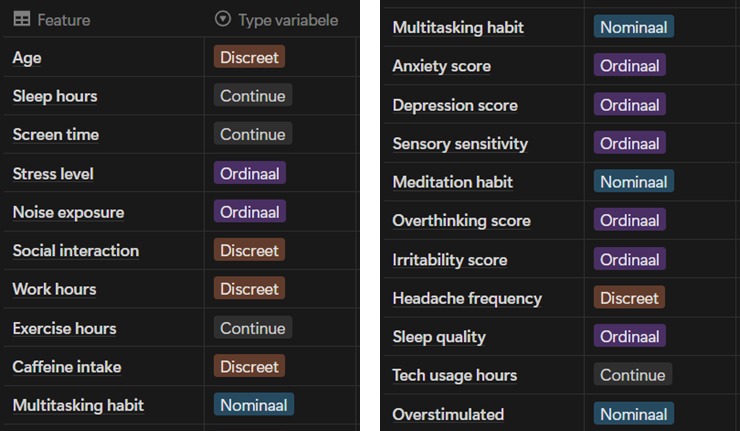 Feature Type variabele
Age Discreet
Sleep hours Continue
Screen time Continue
Stress level Ordinaal
Noise exposure Ordinaal
Social interaction Discreet
Work hours Discreet
Exercise hours Continue
Caffeine intake Discreet
Multitasking habit Nominaal
Multitasking habit Nominaal
Anxiety score Ordinaal
Depression score Ordinaal
Sensory sensitivity Ordinaal
Meditation habit Nominaal
Overthinking score Ordinaal
Irritability score Ordinaal
Headache frequency Discreet
Sleep quality Ordinaal
Tech usage hours Continue
Overstimulated Nominaal